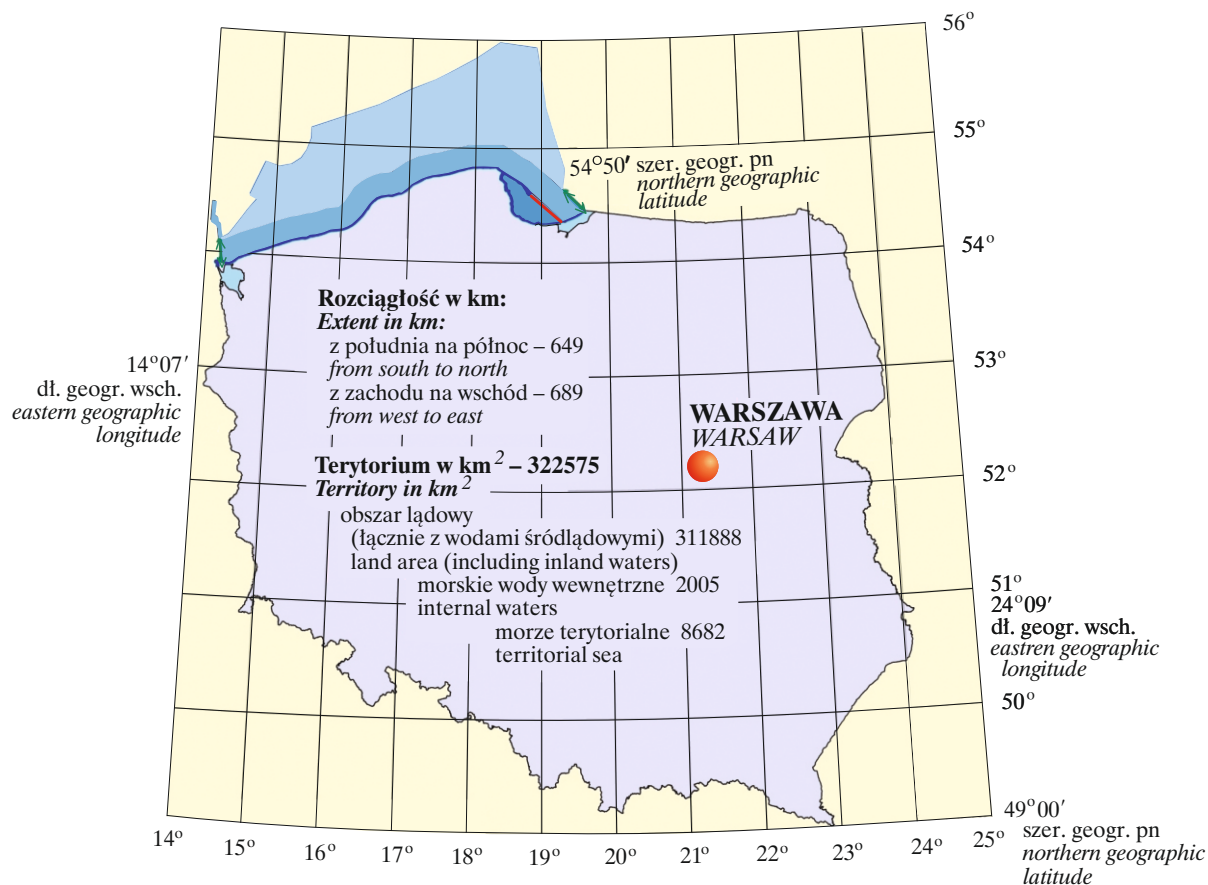 56°
55°
54°50′ szer. geogr. pn
northern geographic
latitude
54°
Rozciągłość w km:
Extent in km:
z południa na północ – 649
from south to north
z zachodu na wschód – 689
from west to east
14°07′
dł. geogr. wsch.
eastern geographic
longitude
53°
WARSZAWA
WARSAW
52°
Terytorium w km² – 322575
Territory in km²
obszar lądowy
(łącznie z wodami śródlądowymi) 311888
land area (including inland waters)
morskie wody wewnętrzne 2005
internal waters
morze terytorialne 8682
territorial sea
51°
24°09′
dł. geogr. wsch.
eastren geographic
longitude
50°
49°00′
szer. geogr. pn
northern geographic
latitude
14° 15° 16° 17° 18° 19° 20° 21° 22° 23° 24° 25°